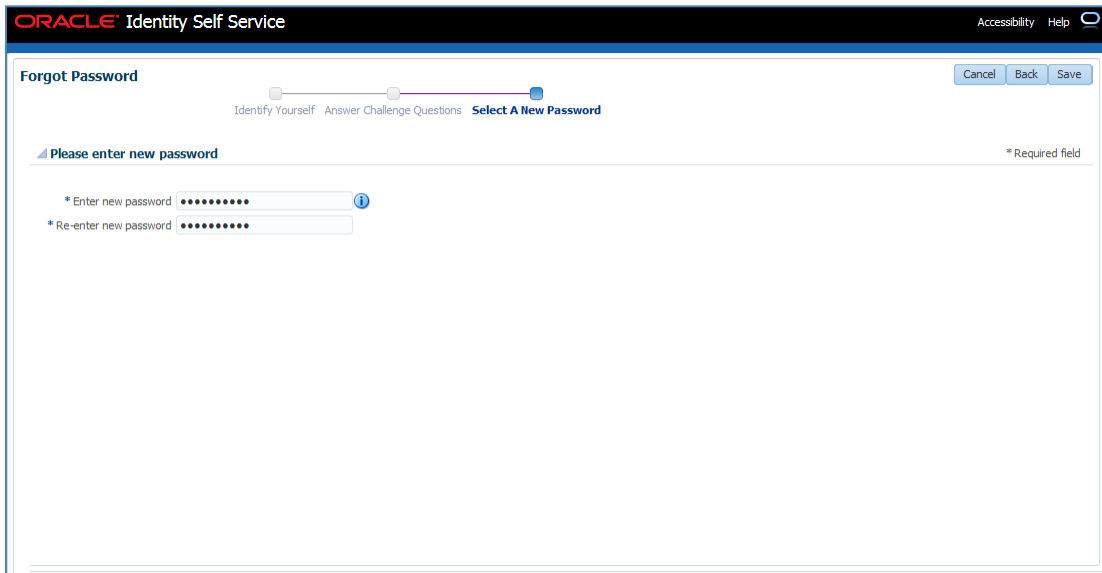 ORACLE Identity Self Service
Accessibility Help
Forgot Password
Cancel Back Save
Identify Yourself Answer Challenge Questions Select A New Password
Please enter new password
* Required field
* Enter new password ••••••••••
* Re-enter new password ••••••••••